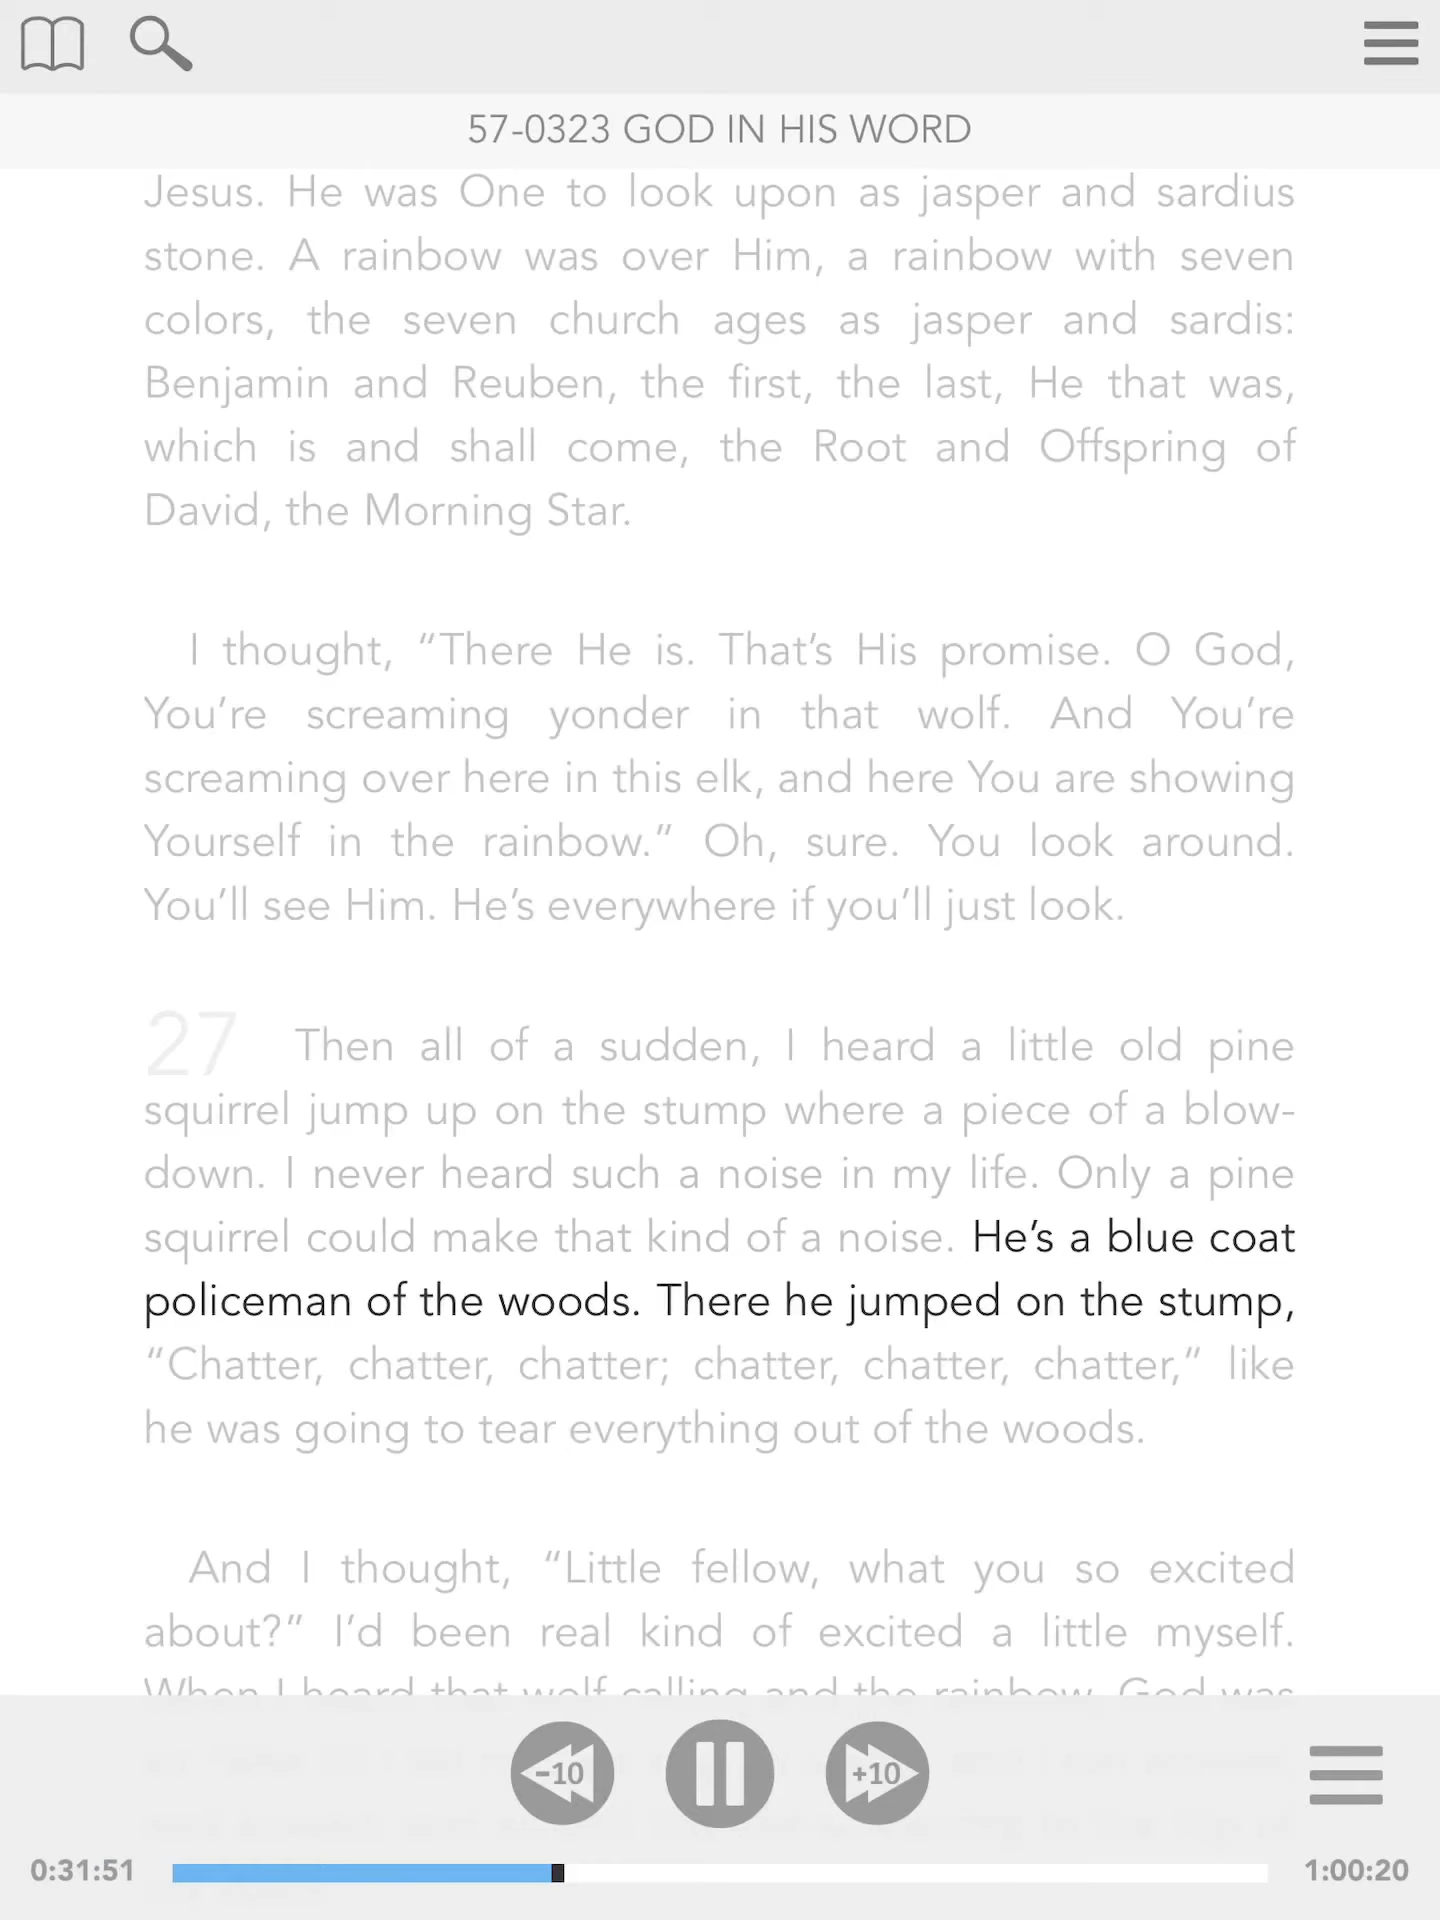 57-0323 GOD IN HIS WORD
Jesus. He was One to look upon as jasper and sardius
stone. A rainbow was over Him, a rainbow with seven
colors, the seven church ages as jasper and sardis:
Benjamin and Reuben, the first, the last, He that was,
which is and shall come, the Root and Offspring of
David, the Morning Star.
I thought, “There He is. That’s His promise. O God,
You’re screaming yonder in that wolf. And You’re
screaming over here in this elk, and here You are showing
Yourself in the rainbow.” Oh, sure. You look around.
You’ll see Him. He’s everywhere if you’ll just look.
27 Then all of a sudden, I heard a little old pine
squirrel jump up on the stump where a piece of a blow-
down. I never heard such a noise in my life. Only a pine
squirrel could make that kind of a noise. He’s a blue coat
policeman of the woods. There he jumped on the stump,
“Chatter, chatter, chatter; chatter, chatter, chatter,” like
he was going to tear everything out of the woods.
And I thought, “Little fellow, what you so excited
about?” I’d been real kind of excited a little myself.
When I heard that wolf calling and the rainbow, God was
-10 +10
0:31:51 1:00:20